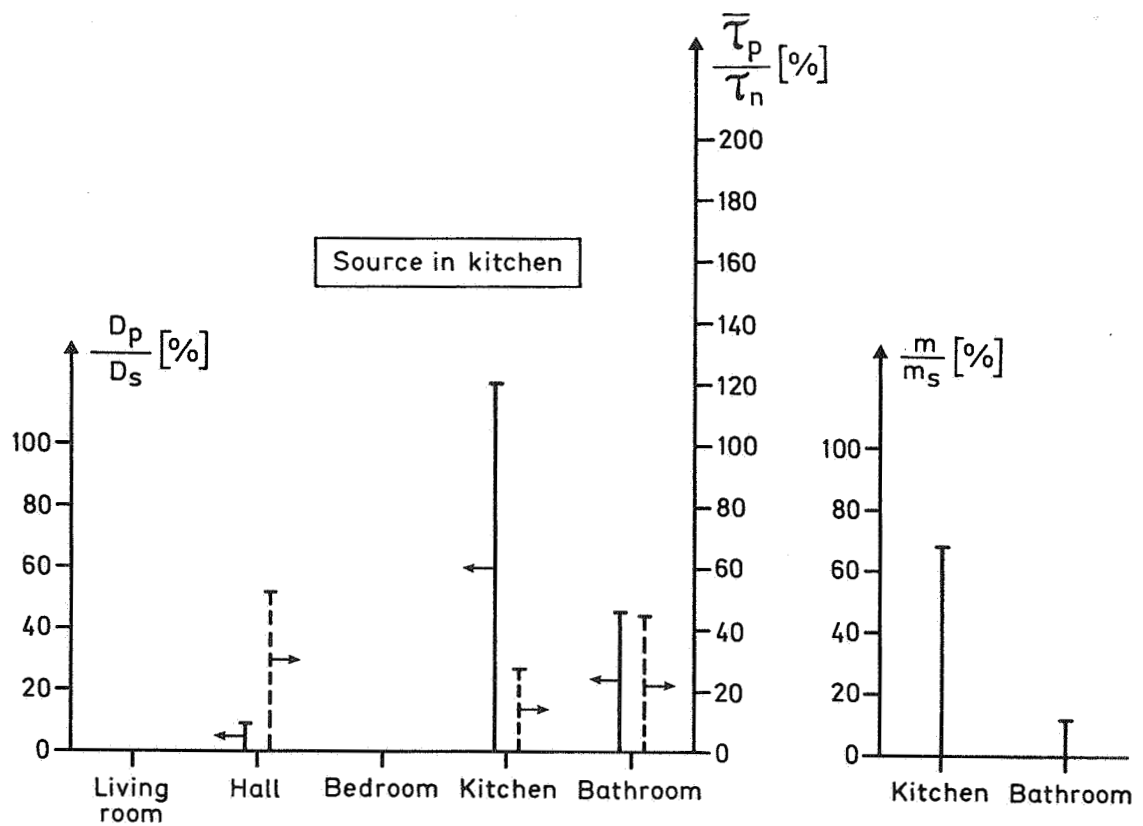 τ̄p
τn [%]
200
180
160
140
120
100
80
60
40
20
0
Source in kitchen
Dp
Ds [%]
100
80
60
40
20
0
Living
room
Hall
Bedroom
Kitchen
Bathroom
m
ms [%]
100
80
60
40
20
0
Kitchen
Bathroom